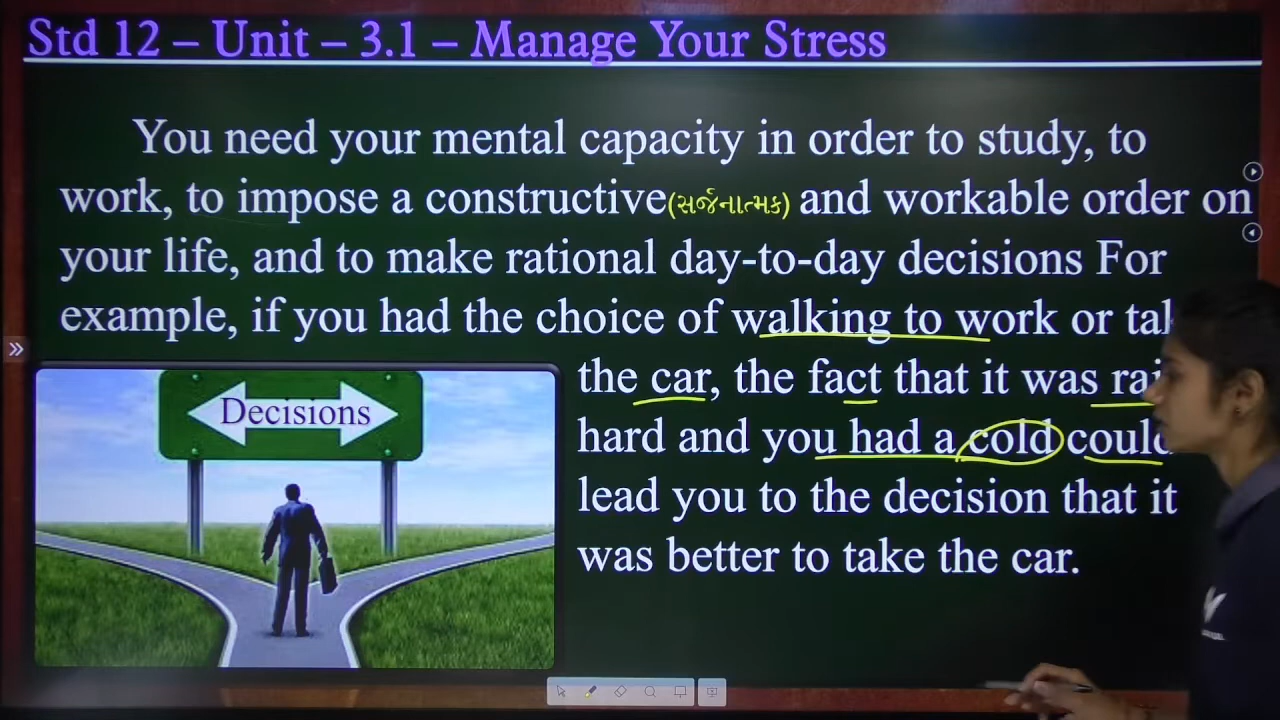 Std 12 – Unit – 3.1 – Manage Your Stress
You need your mental capacity in order to study, to
work, to impose a constructive(સર્જનાત્મક) and workable order on
your life, and to make rational day-to-day decisions For
example, if you had the choice of walking to work or
the car, the fact that it was
hard and you had a cold
lead you to the decision that it
was better to take the car.
Decisions